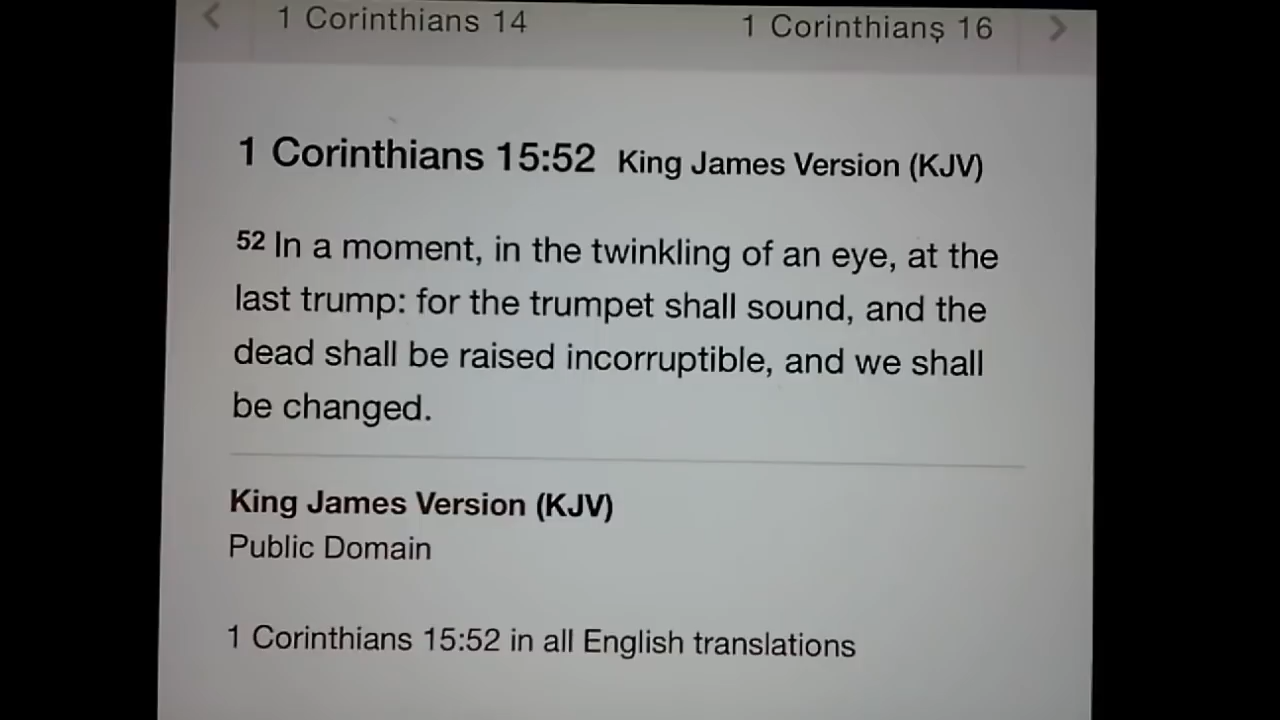 1 Corinthians 14
1 Corinthians 16
1 Corinthians 15:52 King James Version (KJV)
52 In a moment, in the twinkling of an eye, at the
last trump: for the trumpet shall sound, and the
dead shall be raised incorruptible, and we shall
be changed.
King James Version (KJV)
Public Domain
1 Corinthians 15:52 in all English translations